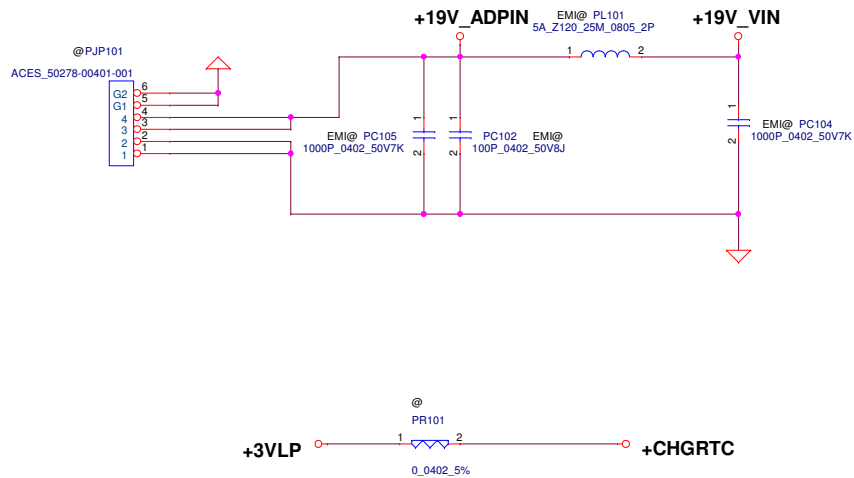 +19V_ADPIN
EMI@ PL101
5A_Z120_25M_0805_2P
+19V_VIN
1 2
@PJP101
ACES_50278-00401-001
G2 6
G1 5
4 4
3 3
2 2
1 1
1
2
EMI@ PC105
1000P_0402_50V7K
1
2
PC102 EMI@
100P_0402_50V8J
1
2
EMI@ PC104
1000P_0402_50V7K
@
PR101
+3VLP 1 2 +CHGRTC
0_0402_5%